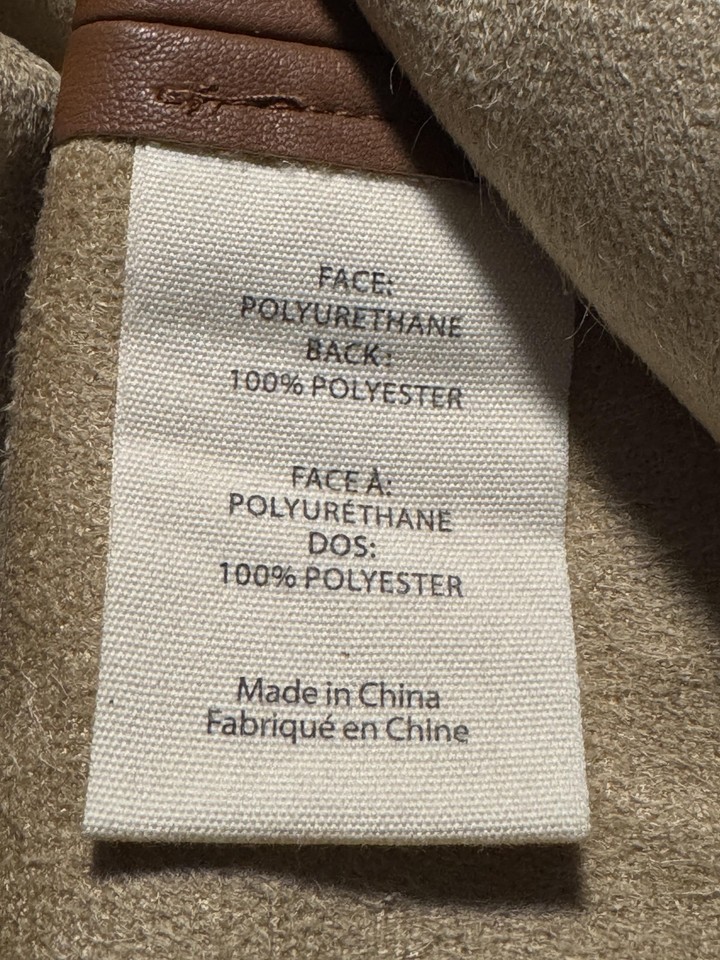 FACE:
POLYURETHANE
BACK:
100% POLYESTER
FACE À:
POLYURÉTHANE
DOS:
100% POLYESTER
Made in China
Fabriqué en Chine